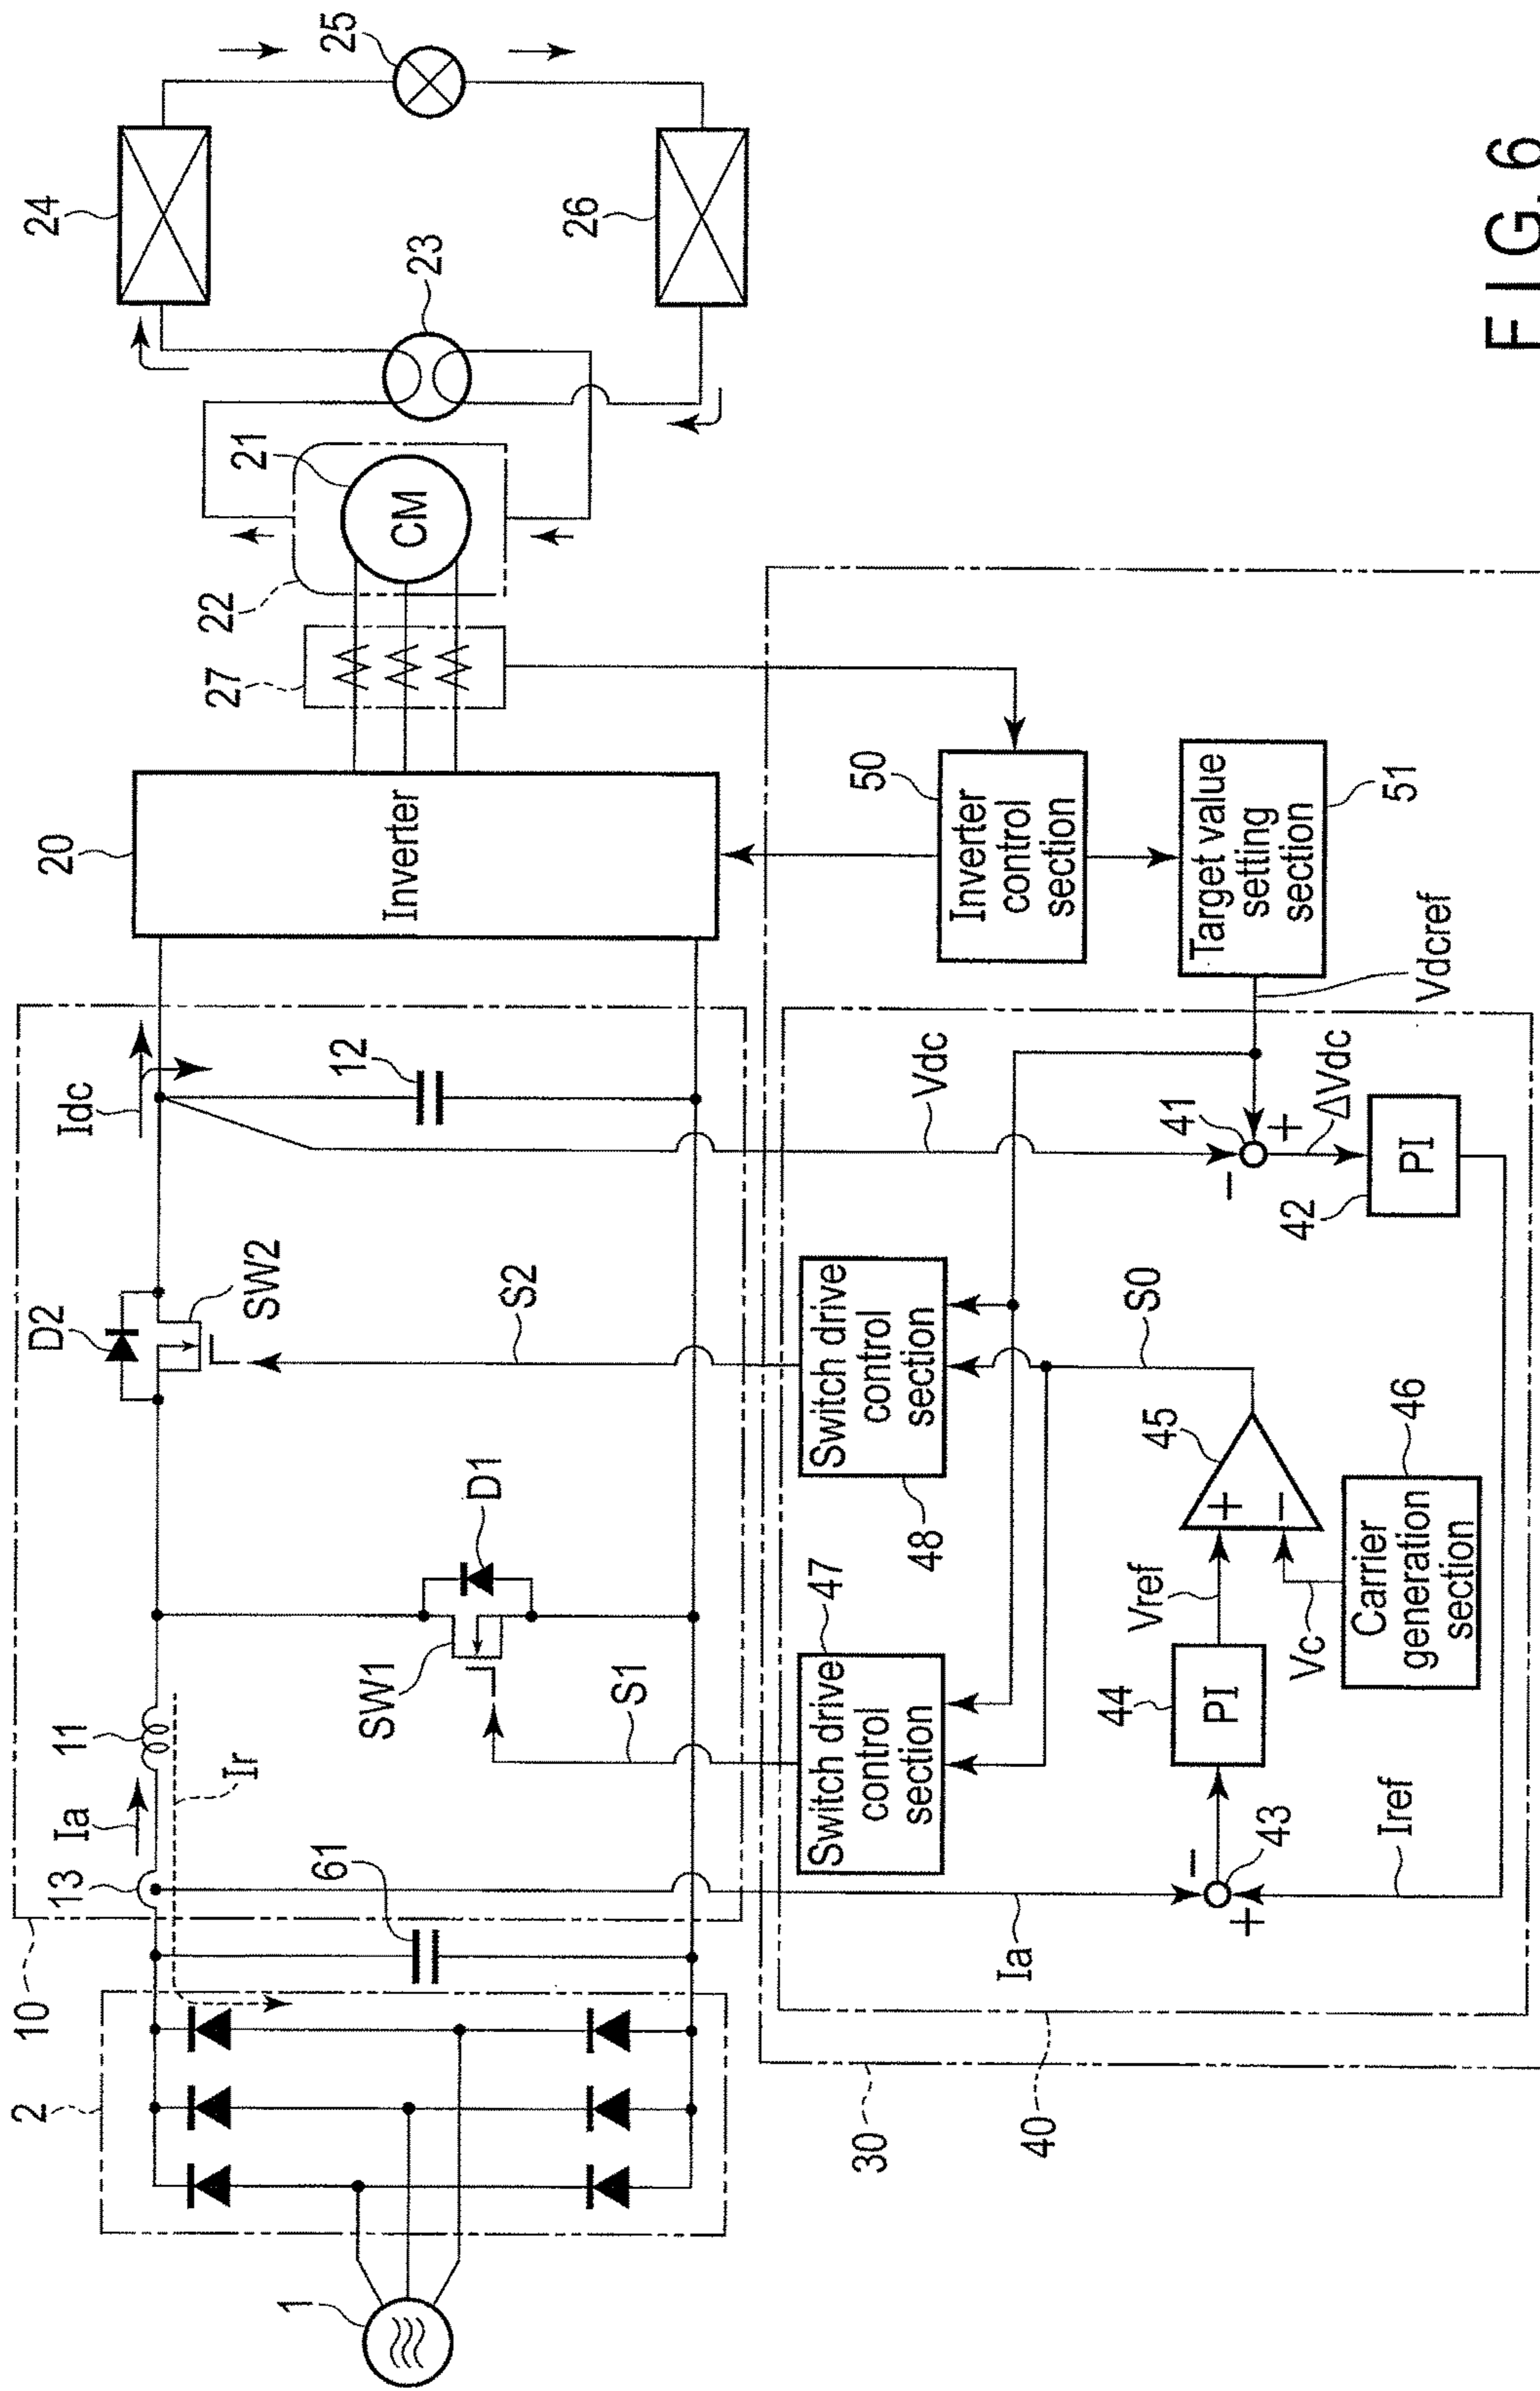 24
25
23
26
20
21
22
27
CM
Inverter
10
13
Ia
11
Ir
61
D2
SW2
Idc
12
SW1
D1
S1
S2
Vdc
2
1
30
40
47
Switch drive
control
section
48
Switch drive
control
section
50
Inverter
control
section
51
Target value
setting
section
Vdcref
41
−
+
ΔVdc
42
PI
S0
45
+
−
46
Carrier
generation
section
Vref
Vc
44
PI
Ia
−
+
43
Iref
FIG. 6